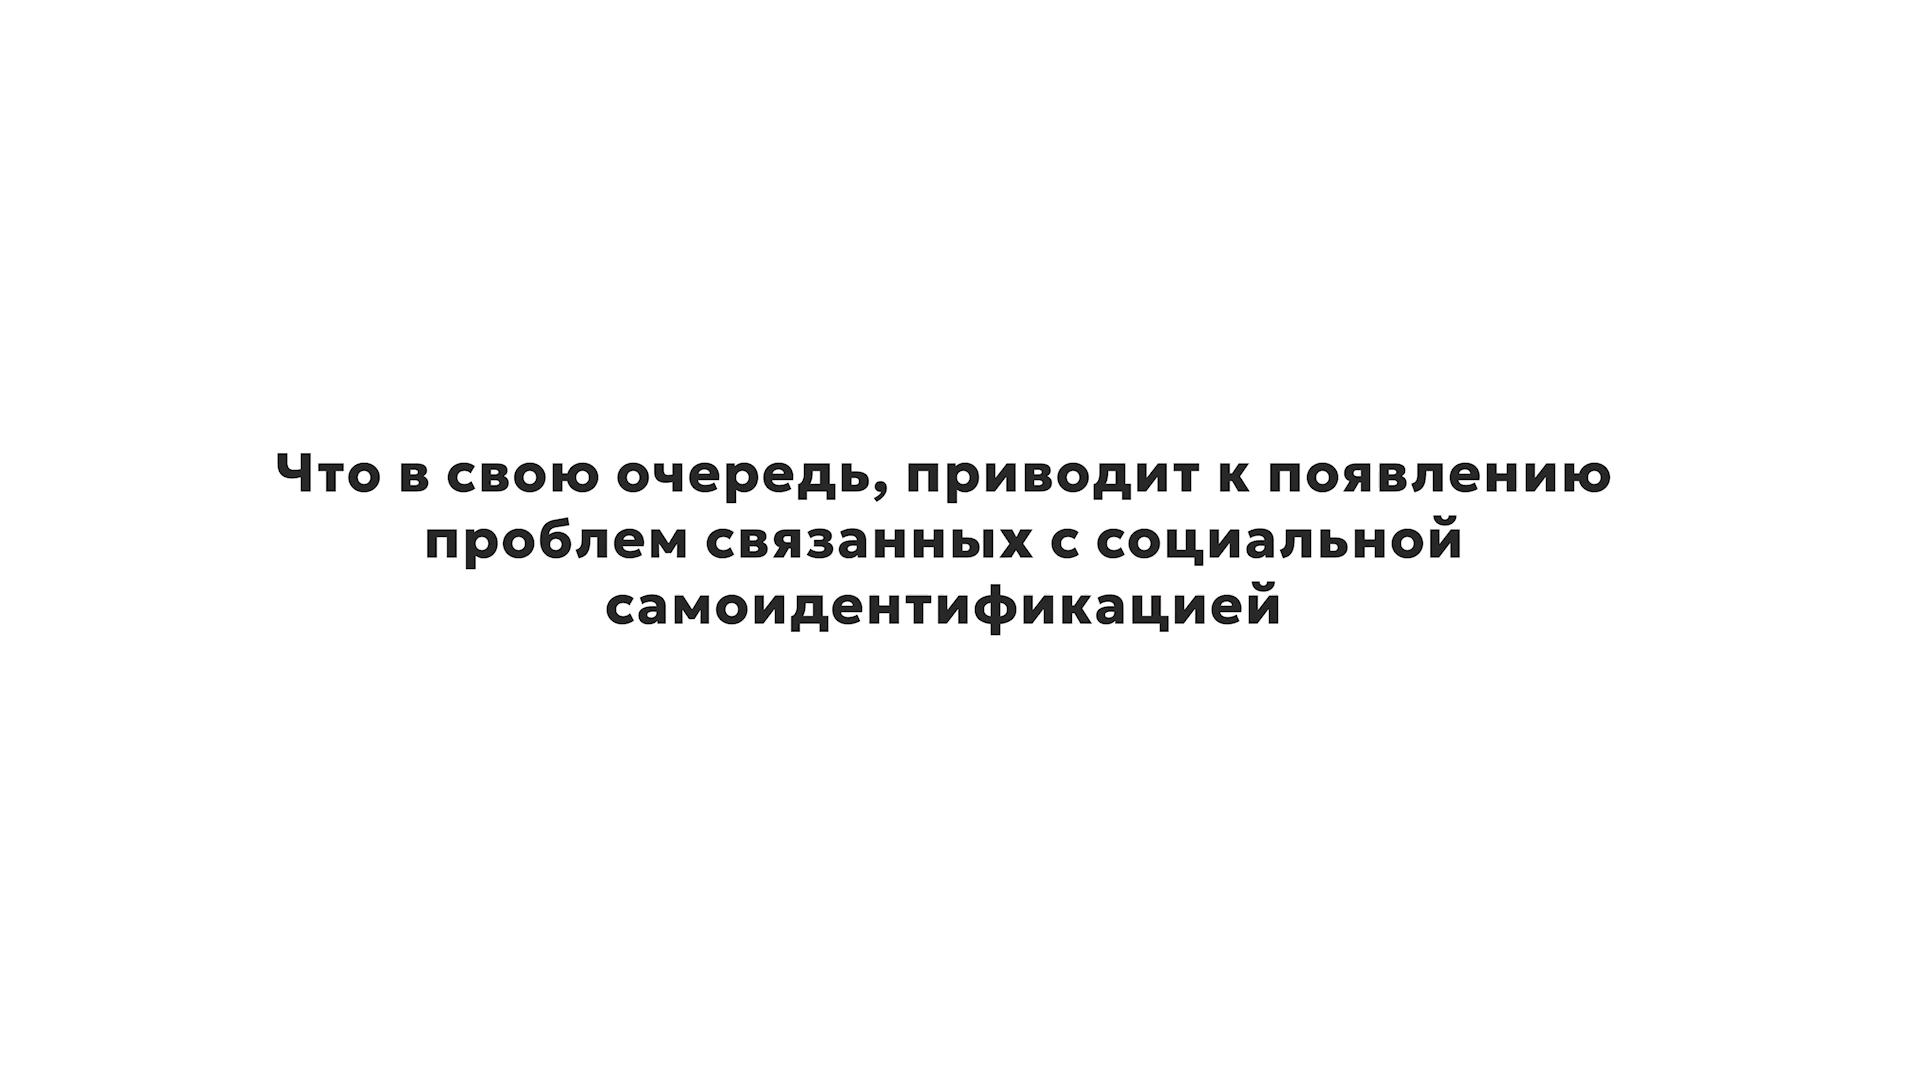 Что в свою очередь, приводит к появлению
проблем связанных с социальной
самоидентификацией